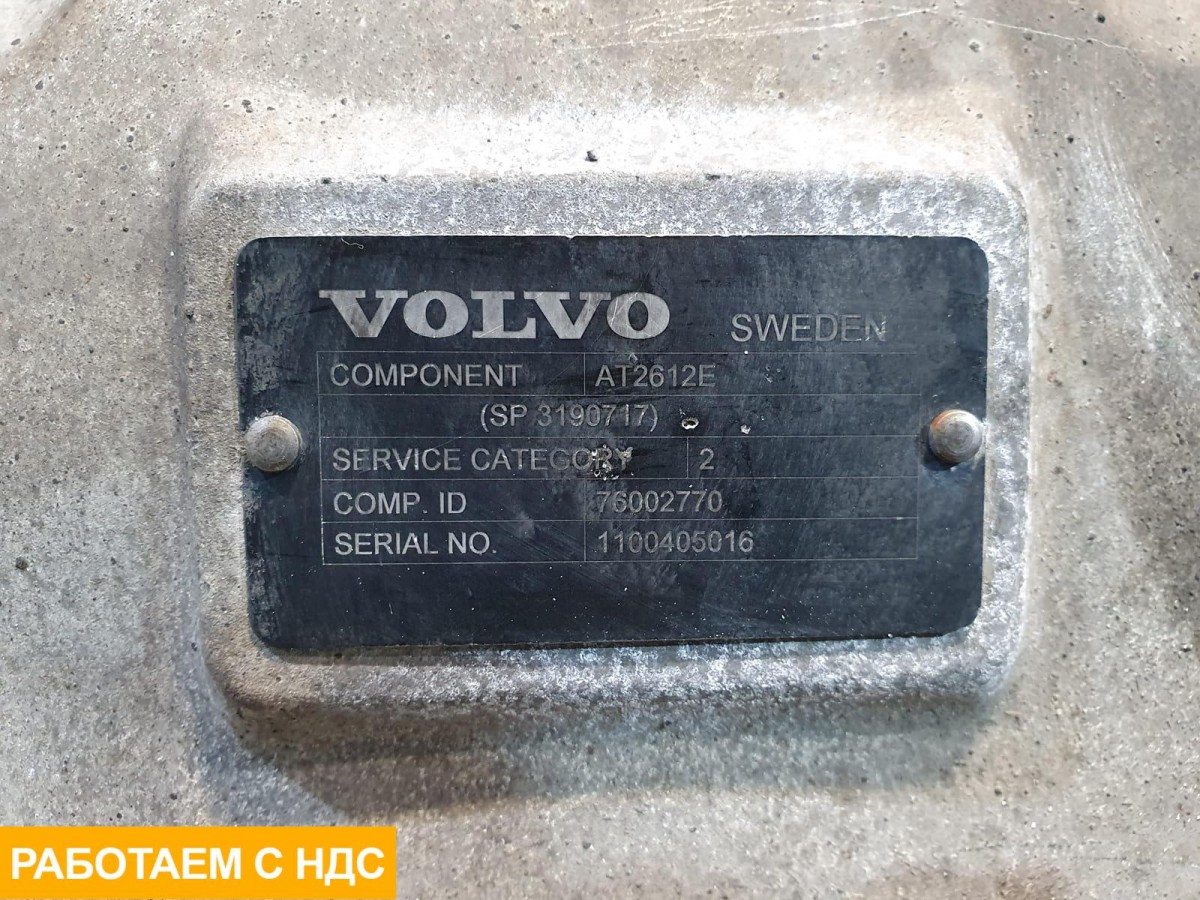 VOLVO SWEDEN
COMPONENT AT2612E
(SP 3190717)
SERVICE CATEGORY 2
COMP. ID 76002770
SERIAL NO. 1100405016
РАБОТАЕМ С НДС